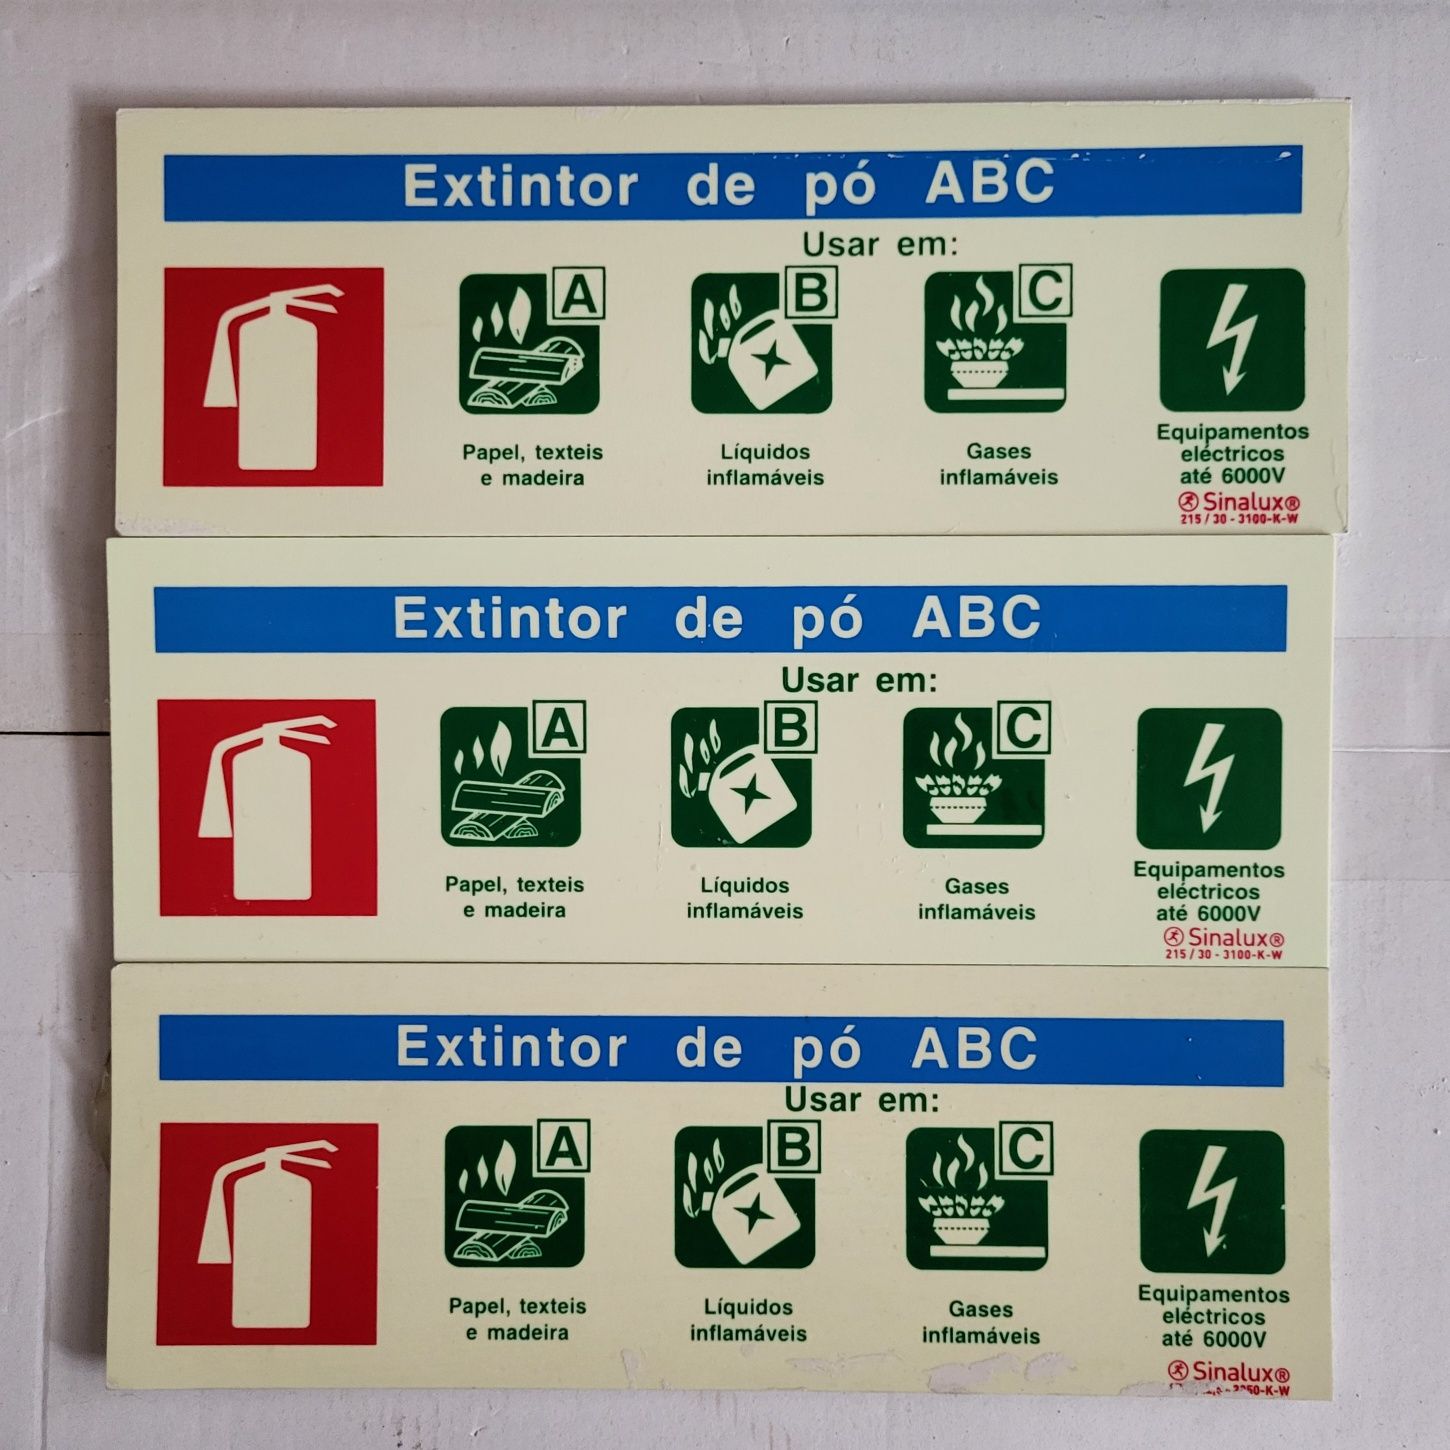 Extintor de pó ABC
Usar em:
A B C
Papel, texteis
e madeira
Líquidos
inflamáveis
Gases
inflamáveis
Equipamentos
eléctricos
até 6000V
Sinalux®
215 / 30 - 3100-K-W
Extintor de pó ABC
Usar em:
A B C
Papel, texteis
e madeira
Líquidos
inflamáveis
Gases
inflamáveis
Equipamentos
eléctricos
até 6000V
Sinalux®
215 / 30 - 3100-K-W
Extintor de pó ABC
Usar em:
A B C
Papel, texteis
e madeira
Líquidos
inflamáveis
Gases
inflamáveis
Equipamentos
eléctricos
até 6000V
Sinalux®